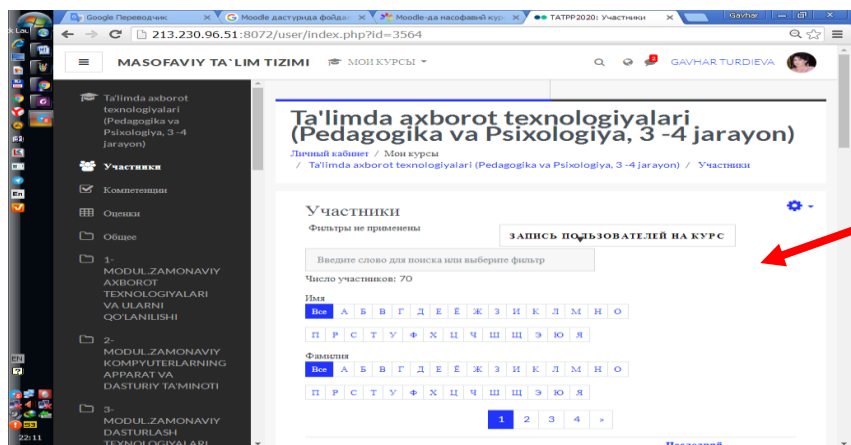 Google Переводчик
Moodle дастурида фойдал
Moodle-да масофавий кур
TATPP2020: Участники
Gavhar
213.230.96.51:8072/user/index.php?id=3564
MASOFAVIY TA`LIM TIZIMI
МОИ КУРСЫ
GAVHAR TURDIEVA
Ta'limda axborot
texnologiyalari
(Pedagogika va
Psixologiya, 3 -4
jarayon)
Участники
Компетенции
Оценки
Общее
1-
MODUL.ZAMONAVIY
AXBOROT
TEXNOLOGIYALARI
VA ULARNI
QO'LANILISHI
2-
MODUL.ZAMONAVIY
KOMPYUTERLARNING
APPARAT VA
DASTURIY TA'MINOTI
3-
MODUL.ZAMONAVIY
DASTURLASH
TEXNOLOGIYALARI
Ta'limda axborot texnologiyalari
(Pedagogika va Psixologiya, 3 -4 jarayon)
Личный кабинет / Мои курсы
/ Ta'limda axborot texnologiyalari (Pedagogika va Psixologiya, 3 -4 jarayon) / Участники
Участники
Фильтры не применены
ЗАПИСЬ ПОЛЬЗОВАТЕЛЕЙ НА КУРС
Введите слово для поиска или выберите фильтр
Число участников: 70
Имя
Все А Б В Г Д Е Ё Ж З И К Л М Н О
П Р С Т У Ф Х Ц Ч Ш Щ Э Ю Я
Фамилия
Все А Б В Г Д Е Ё Ж З И К Л М Н О
П Р С Т У Ф Х Ц Ч Ш Щ Э Ю Я
1 2 3 4 »
Последний
En
EN
22:11